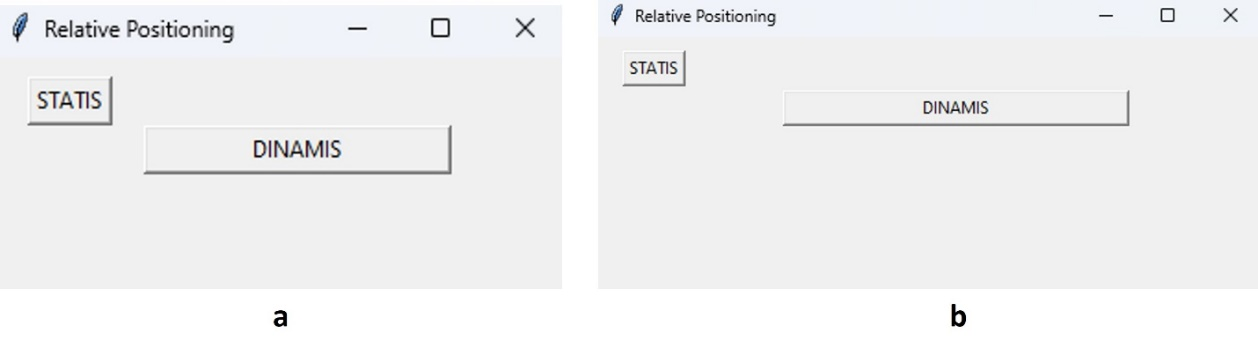 Relative Positioning
STATIS
DINAMIS
a
Relative Positioning
STATIS
DINAMIS
b